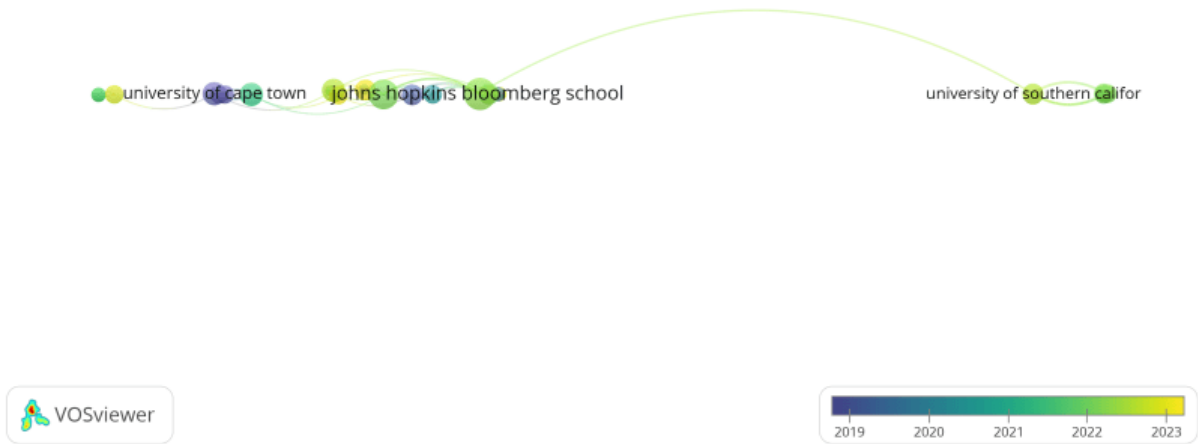 university of cape town
johns hopkins bloomberg school
university of southern califor
VOSviewer
2019 2020 2021 2022 2023